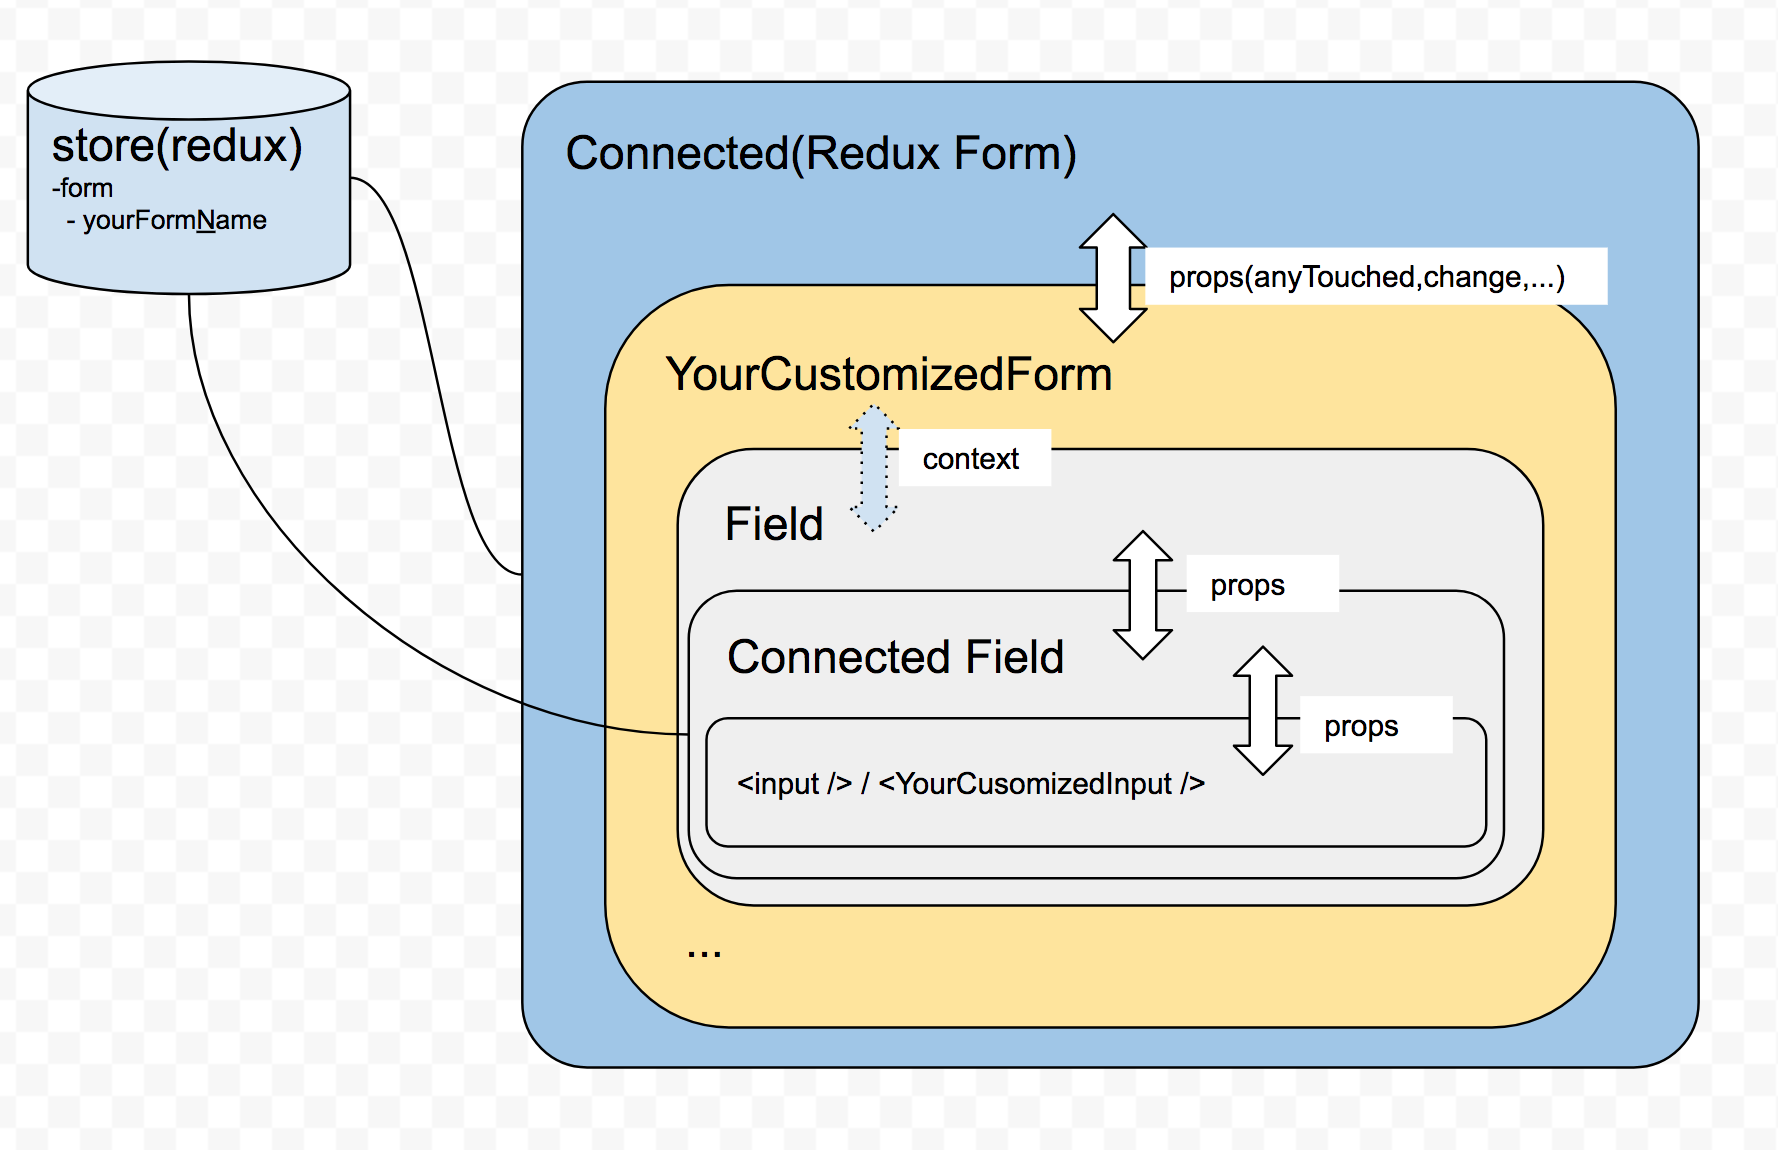 store(redux)
-form
- yourFormName
Connected(Redux Form)
props(anyTouched,change,...)
YourCustomizedForm
context
Field
props
Connected Field
props
<input /> / <YourCusomizedInput />
...